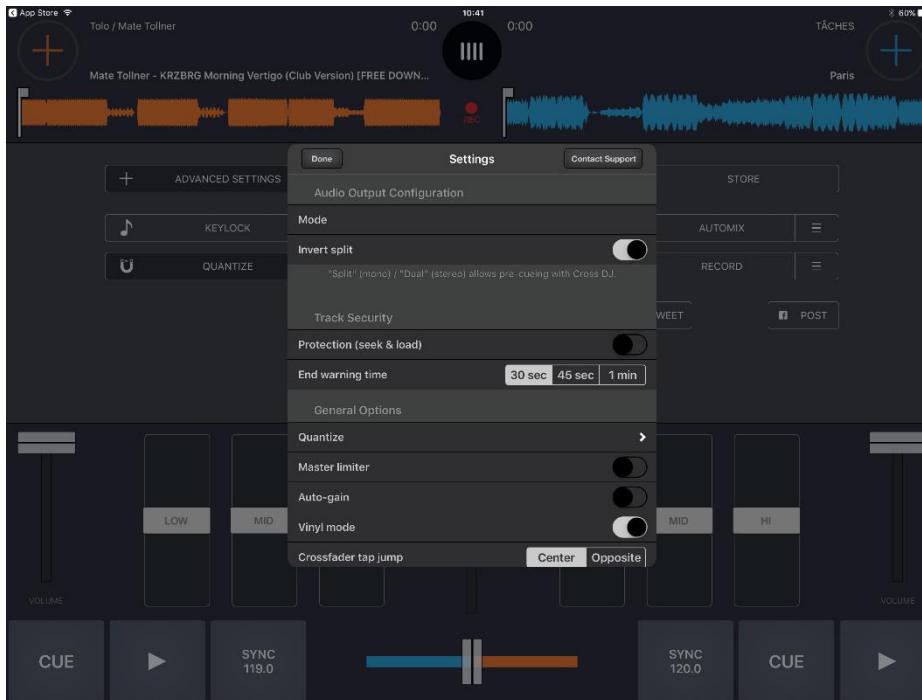 App Store
10:41
60%
Tolo / Mate Tollner
0:00
0:00
TÂCHES
Mate Tollner - KRZBRG Morning Vertigo (Club Version) [FREE DOWN...
Paris
REC
Done
Settings
Contact Support
ADVANCED SETTINGS
Audio Output Configuration
STORE
Mode
KEYLOCK
AUTOMIX
Invert split
QUANTIZE
"Split" (mono) / "Dual" (stereo) allows pre-cueing with Cross DJ.
RECORD
Track Security
WEET
POST
Protection (seek & load)
End warning time
30 sec
45 sec
1 min
General Options
Quantize
Master limiter
Auto-gain
LOW
MID
Vinyl mode
MID
HI
Crossfader tap jump
Center
Opposite
VOLUME
VOLUME
CUE
SYNC
119.0
SYNC
120.0
CUE